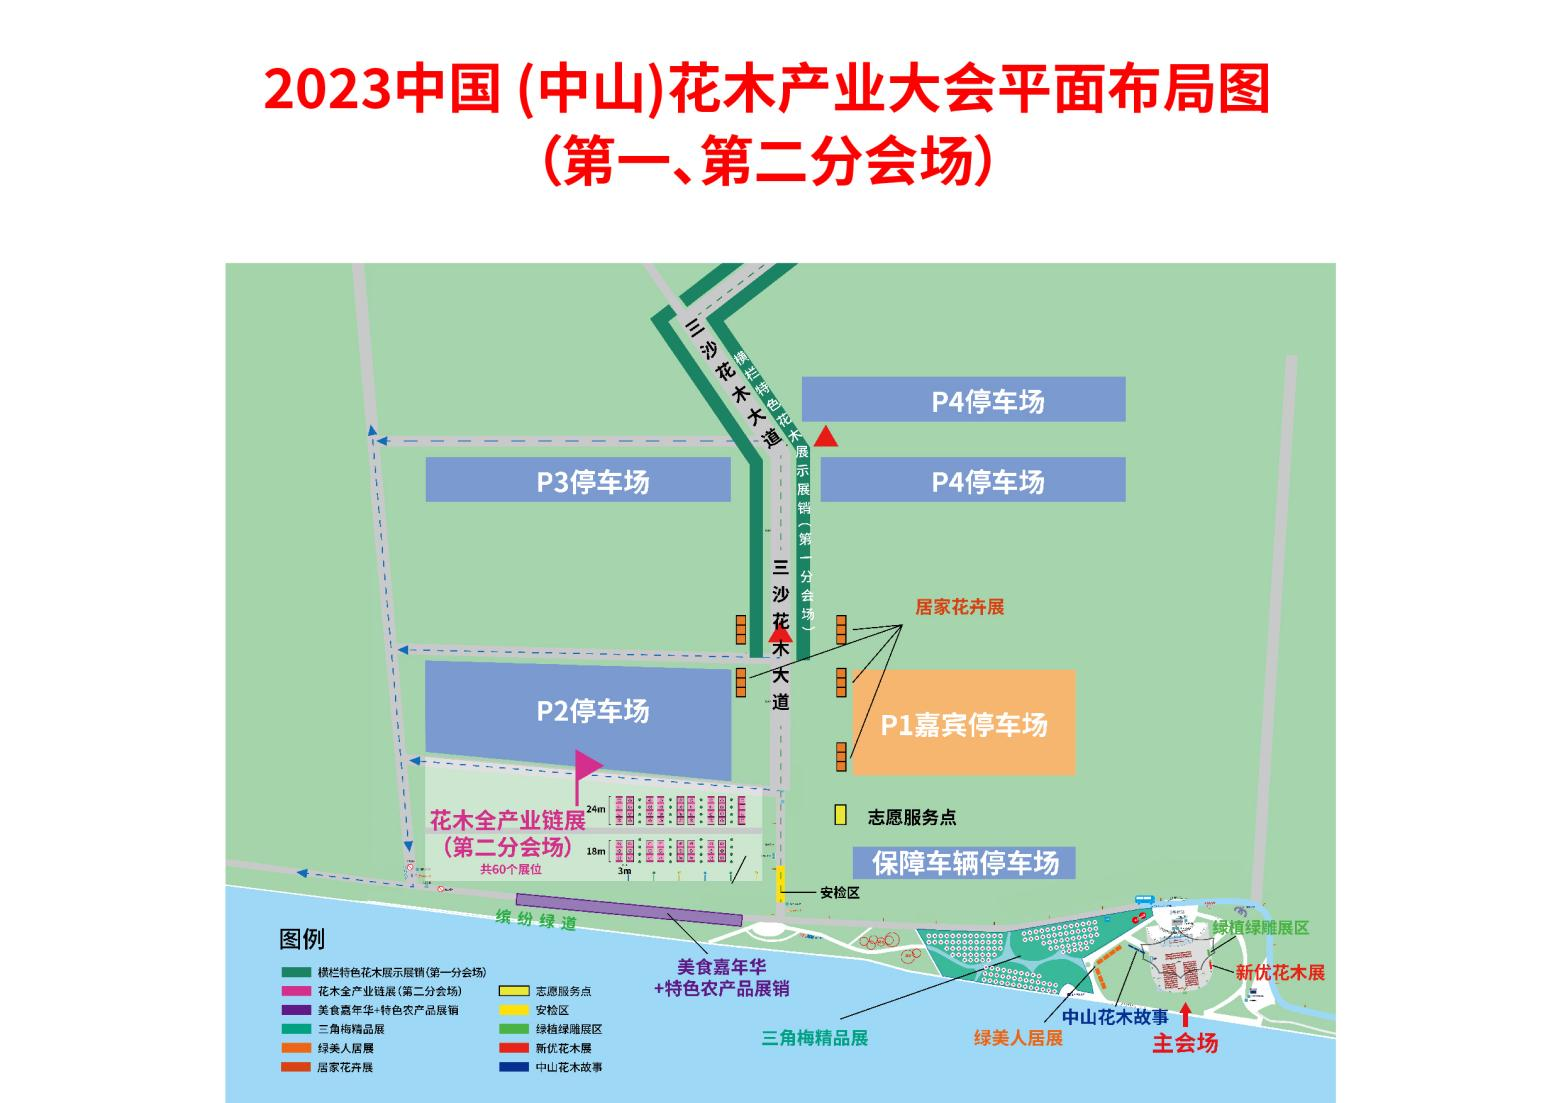 2023中国 (中山)花木产业大会平面布局图
（第一、第二分会场）
三沙花木大道
横栏特色花木展示展销（第一分会场）
P4停车场
P3停车场
P4停车场
三沙花木大道
居家花卉展
P2停车场
P1嘉宾停车场
24m
花木全产业链展
（第二分会场）
共60个展位
18m
3m
志愿服务点
保障车辆停车场
安检区
缤纷绿道
美食嘉年华
+特色农产品展销
绿植绿雕展区
新优花木展
中山花木故事
三角梅精品展
绿美人居展
主会场
图例
横栏特色花木展示展销(第一分会场)
花木全产业链展(第二分会场)
美食嘉年华+特色农产品展销
三角梅精品展
绿美人居展
居家花卉展
志愿服务点
安检区
绿植绿雕展区
新优花木展
中山花木故事